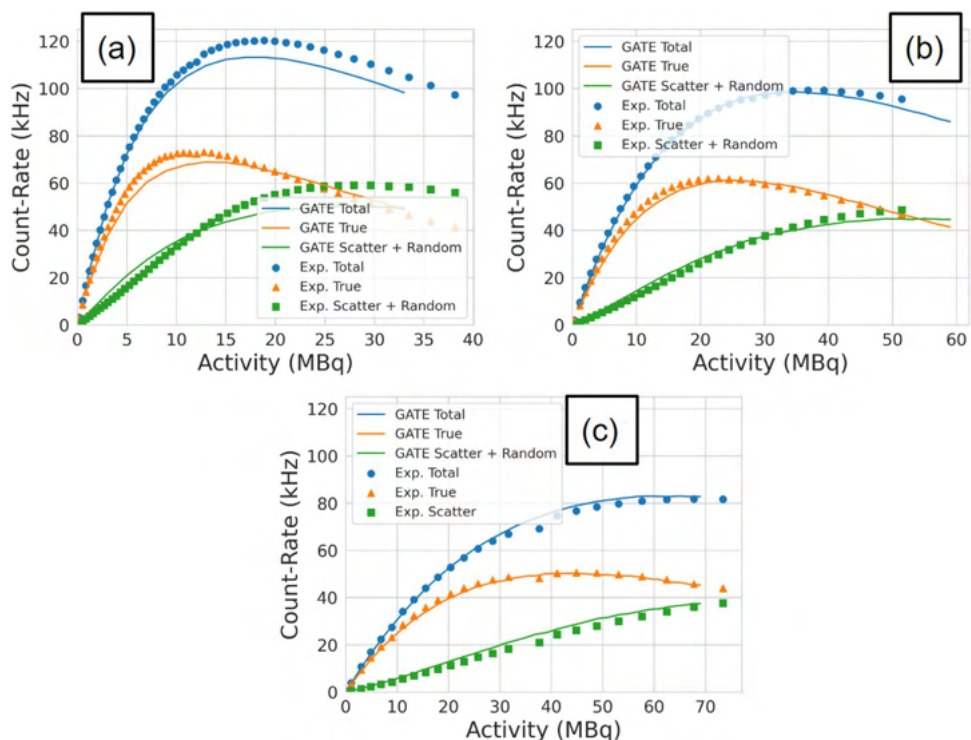 (a)
120
100
80
60
40
20
0
Count-Rate (kHz)
GATE Total
GATE True
GATE Scatter + Random
Exp. Total
Exp. True
Exp. Scatter + Random
0 5 10 15 20 25 30 35 40
Activity (MBq)
(b)
120
100
80
60
40
20
0
Count-Rate (kHz)
GATE Total
GATE True
GATE Scatter + Random
Exp. Total
Exp. True
Exp. Scatter + Random
0 10 20 30 40 50 60
Activity (MBq)
(c)
120
100
80
60
40
20
0
Count-Rate (kHz)
GATE Total
GATE True
GATE Scatter + Random
Exp. Total
Exp. True
Exp. Scatter
0 10 20 30 40 50 60 70
Activity (MBq)